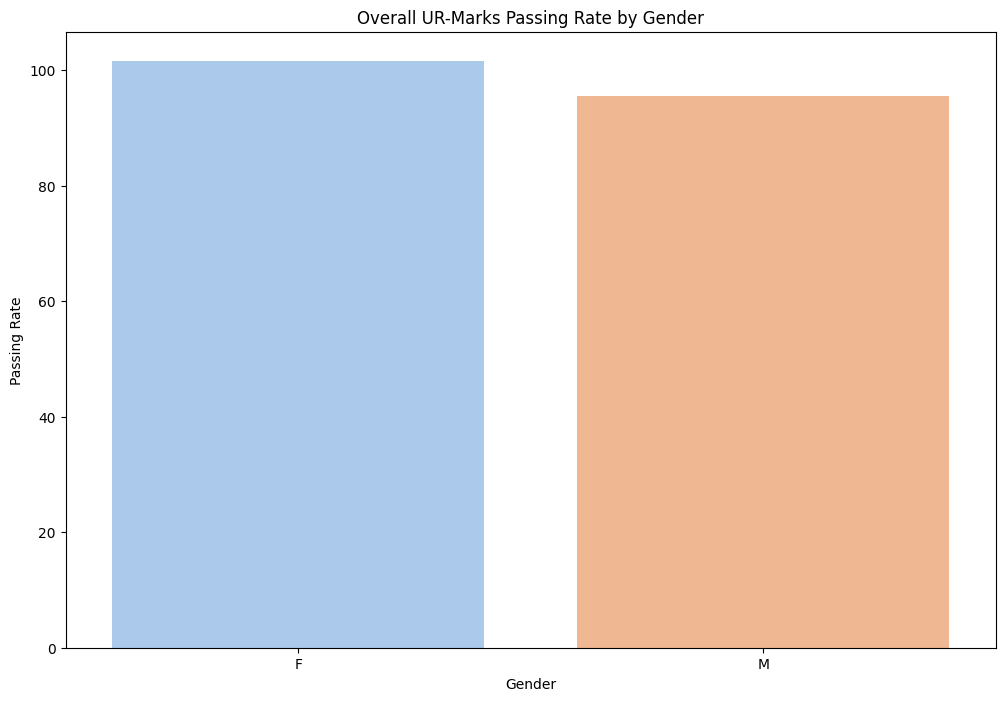 Overall UR-Marks Passing Rate by Gender
100
80
60
40
20
0
Passing Rate
F
M
Gender